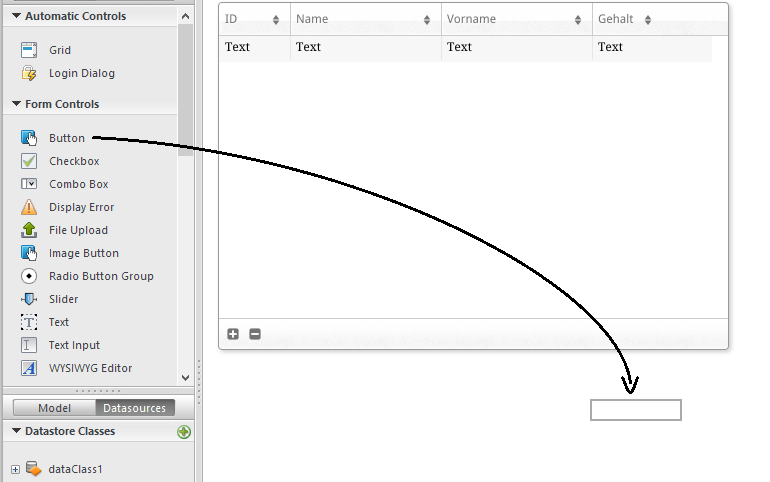 Automatic Controls
Grid
Login Dialog
Form Controls
Button
Checkbox
Combo Box
Display Error
File Upload
Image Button
Radio Button Group
Slider
Text
Text Input
WYSIWYG Editor
Model Datasources
Datastore Classes
dataClass1
ID Name Vorname Gehalt
Text Text Text Text